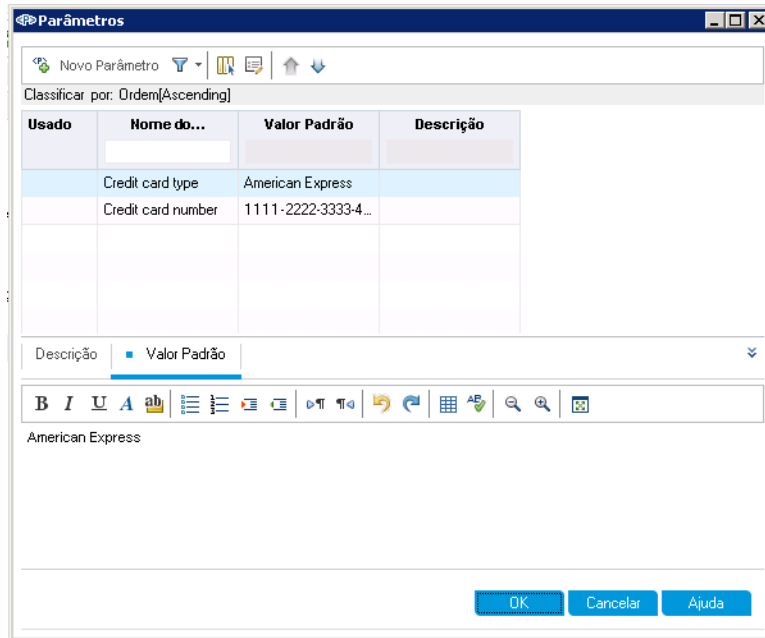 Parâmetros
Novo Parâmetro
Classificar por: Ordem[Ascending]
Usado Nome do... Valor Padrão Descrição
Credit card type American Express
Credit card number 1111-2222-3333-4...
Descrição Valor Padrão
B I U A ab
American Express
OK Cancelar Ajuda